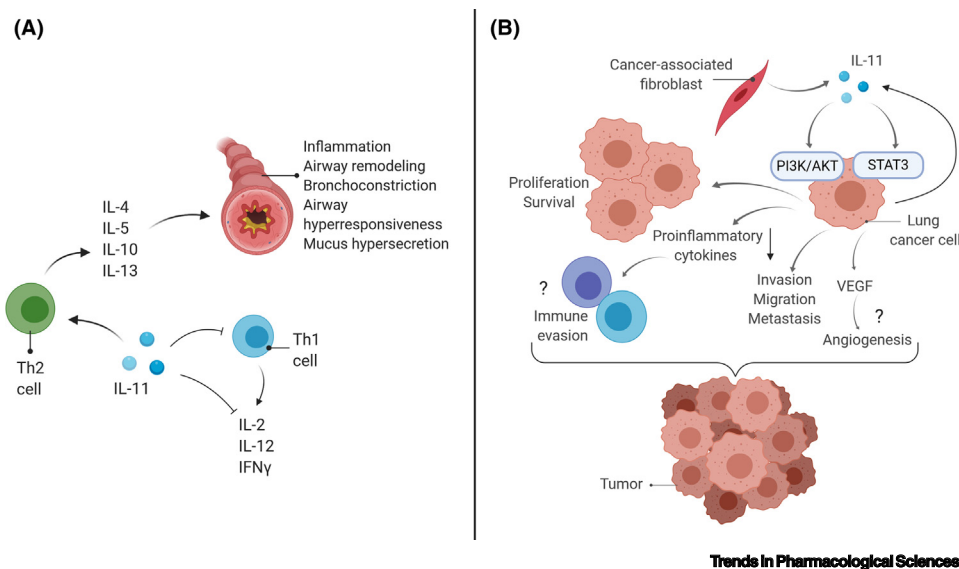 (A)
Inflammation
Airway remodeling
Bronchoconstriction
Airway
hyperresponsiveness
Mucus hypersecretion
IL-4
IL-5
IL-10
IL-13
Th2
cell
IL-11
Th1
cell
IL-2
IL-12
IFNγ
(B)
Cancer-associated
fibroblast
IL-11
PI3K/AKT
STAT3
Proliferation
Survival
Lung
cancer cell
Proinflammatory
cytokines
Invasion
Migration
Metastasis
VEGF
?
Angiogenesis
?
Immune
evasion
Tumor
Trends in Pharmacological Sciences